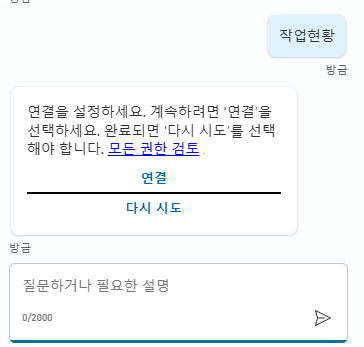 작업현황
방금
연결을 설정하세요. 계속하려면 '연결'을
선택하세요. 완료되면 '다시 시도'를 선택
해야 합니다. 모든 권한 검토
연결
다시 시도
방금
질문하거나 필요한 설명
0/2000